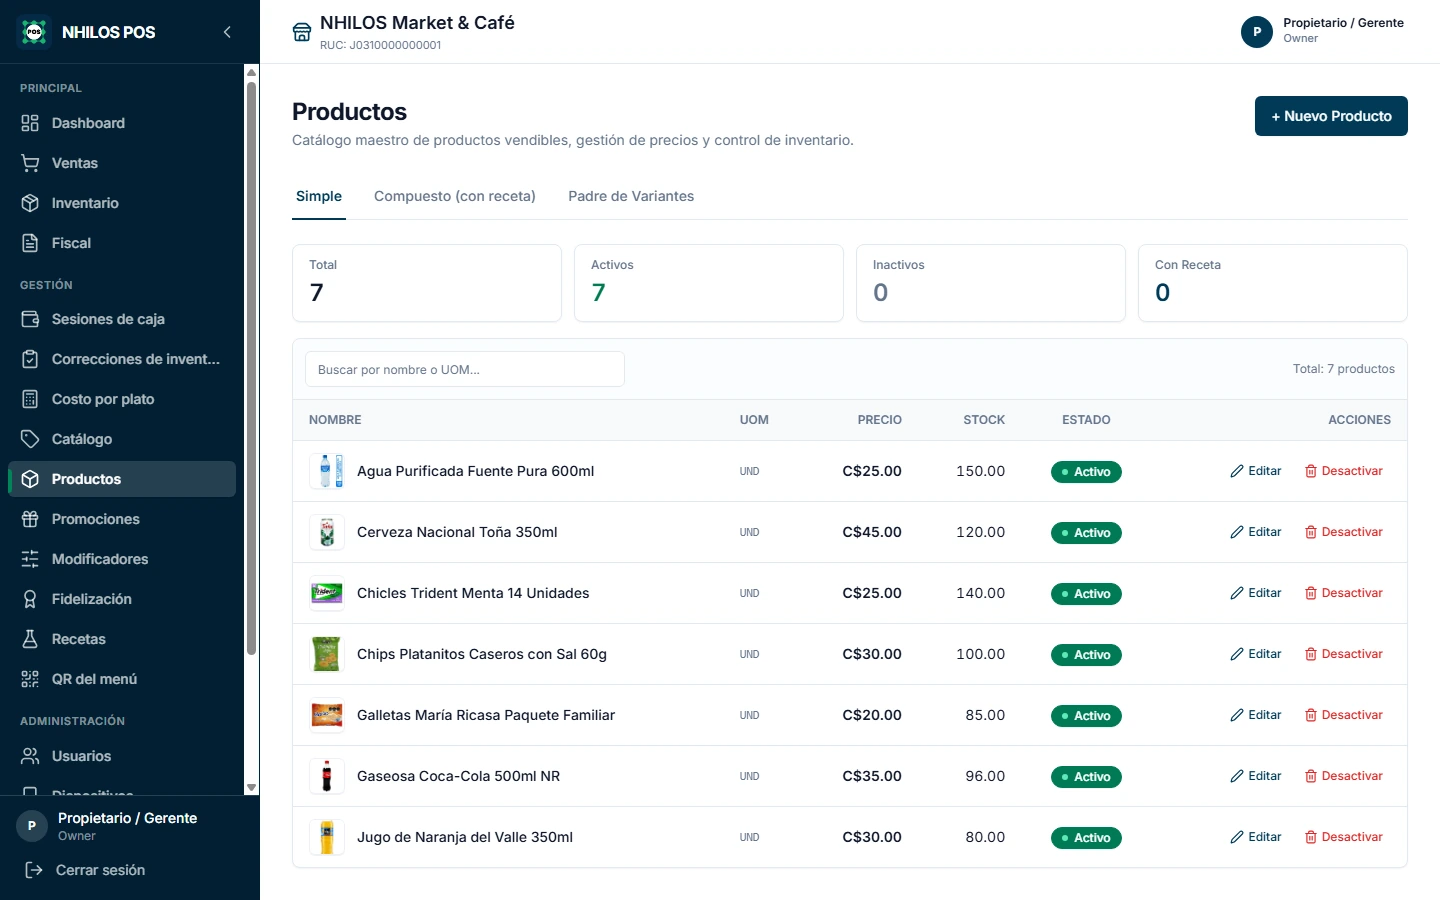 POS
NHILOS POS
PRINCIPAL
Dashboard
Ventas
Inventario
Fiscal
GESTIÓN
Sesiones de caja
Correcciones de invent...
Costo por plato
Catálogo
Productos
Promociones
Modificadores
Fidelización
Recetas
QR del menú
ADMINISTRACIÓN
Usuarios
Dispositivos
P
Propietario / Gerente
Owner
Cerrar sesión
NHILOS Market & Café
RUC: J0310000000001
P
Propietario / Gerente
Owner
Productos
Catálogo maestro de productos vendibles, gestión de precios y control de inventario.
+ Nuevo Producto
Simple Compuesto (con receta) Padre de Variantes
Total
7
Activos
7
Inactivos
0
Con Receta
0
Buscar por nombre o UOM...
Total: 7 productos
NOMBRE UOM PRECIO STOCK ESTADO ACCIONES
Agua Purificada Fuente Pura 600ml UND C$25.00 150.00 Activo Editar Desactivar
Cerveza Nacional Toña 350ml UND C$45.00 120.00 Activo Editar Desactivar
Chicles Trident Menta 14 Unidades UND C$25.00 140.00 Activo Editar Desactivar
Chips Platanitos Caseros con Sal 60g UND C$30.00 100.00 Activo Editar Desactivar
Galletas María Ricasa Paquete Familiar UND C$20.00 85.00 Activo Editar Desactivar
Gaseosa Coca-Cola 500ml NR UND C$35.00 96.00 Activo Editar Desactivar
Jugo de Naranja del Valle 350ml UND C$30.00 80.00 Activo Editar Desactivar